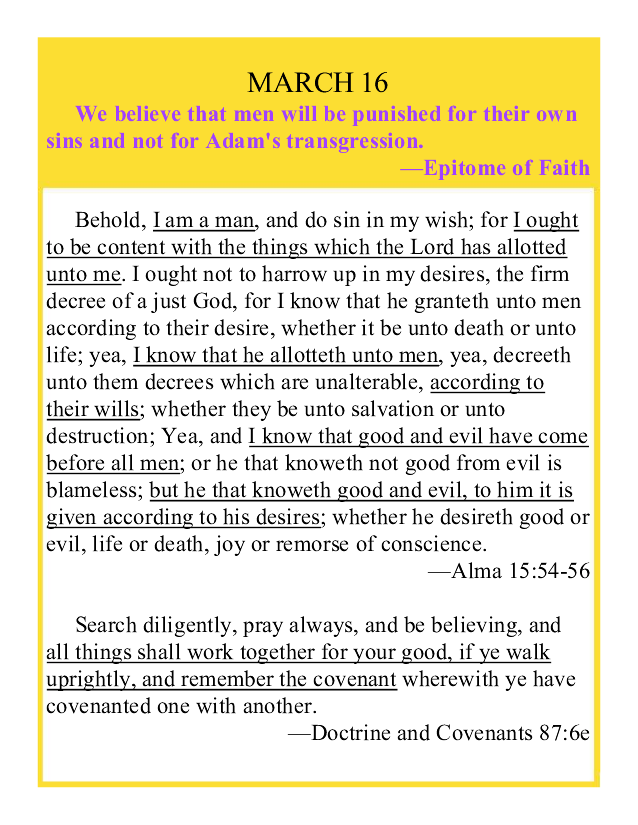 MARCH 16
We believe that men will be punished for their own
sins and not for Adam's transgression.
—Epitome of Faith
Behold, I am a man, and do sin in my wish; for I ought
to be content with the things which the Lord has allotted
unto me. I ought not to harrow up in my desires, the firm
decree of a just God, for I know that he granteth unto men
according to their desire, whether it be unto death or unto
life; yea, I know that he allotteth unto men, yea, decreeth
unto them decrees which are unalterable, according to
their wills; whether they be unto salvation or unto
destruction; Yea, and I know that good and evil have come
before all men; or he that knoweth not good from evil is
blameless; but he that knoweth good and evil, to him it is
given according to his desires; whether he desireth good or
evil, life or death, joy or remorse of conscience.
—Alma 15:54-56
Search diligently, pray always, and be believing, and
all things shall work together for your good, if ye walk
uprightly, and remember the covenant wherewith ye have
covenanted one with another.
—Doctrine and Covenants 87:6e